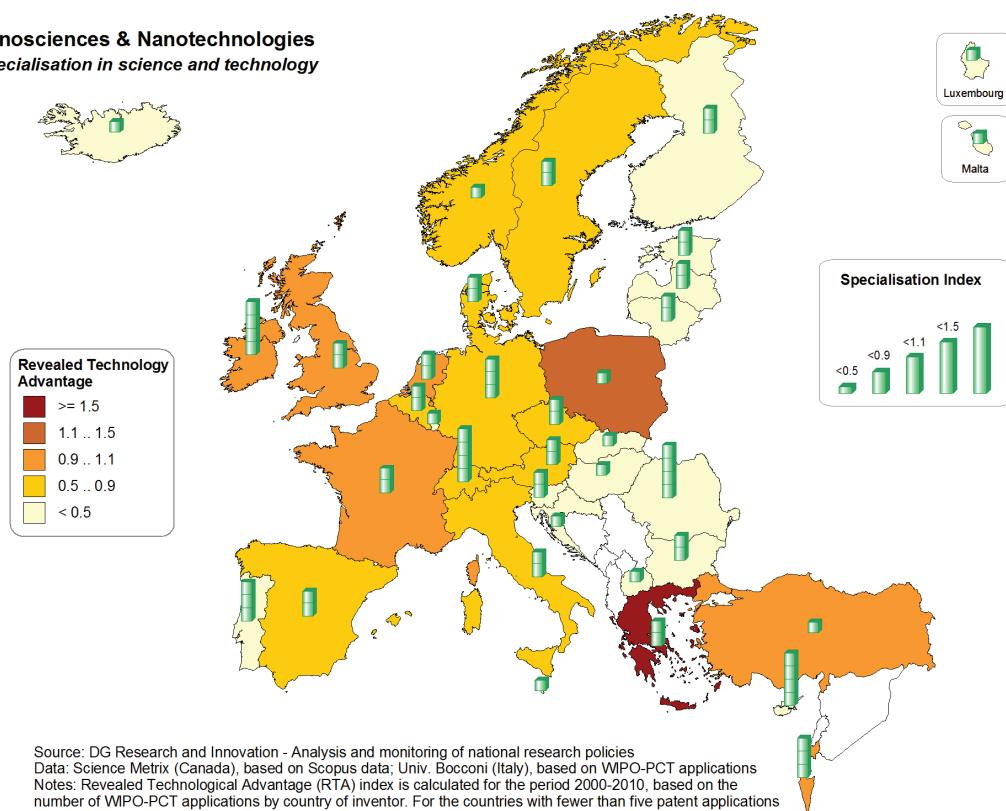 nosciences & Nanotechnologies
ecialisation in science and technology
Luxembourg
Malta
Specialisation Index
<0.5
<0.9
<1.1
<1.5
Revealed Technology
Advantage
>= 1.5
1.1 .. 1.5
0.9 .. 1.1
0.5 .. 0.9
< 0.5
Source: DG Research and Innovation - Analysis and monitoring of national research policies
Data: Science Metrix (Canada), based on Scopus data; Univ. Bocconi (Italy), based on WIPO-PCT applications
Notes: Revealed Technological Advantage (RTA) index is calculated for the period 2000-2010, based on the
number of WIPO-PCT applications by country of inventor. For the countries with fewer than five patent applications